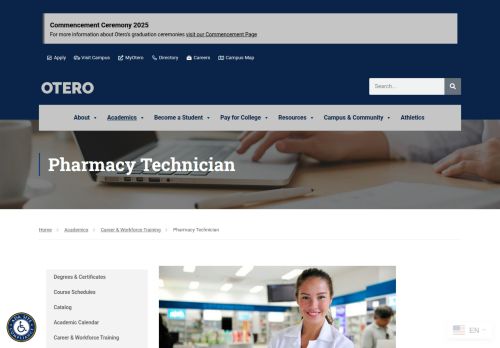 Commencement Ceremony 2025
For more information about Otero's graduation ceremonies visit our Commencement Page
Apply Visit Campus MyOtero Directory Careers Campus Map
OTERO
Search...
About Academics Become a Student Pay for College Resources Campus & Community Athletics
Pharmacy Technician
Home Academics Career & Workforce Training Pharmacy Technician
Degrees & Certificates
Course Schedules
Catalog
Academic Calendar
Career & Workforce Training
EN